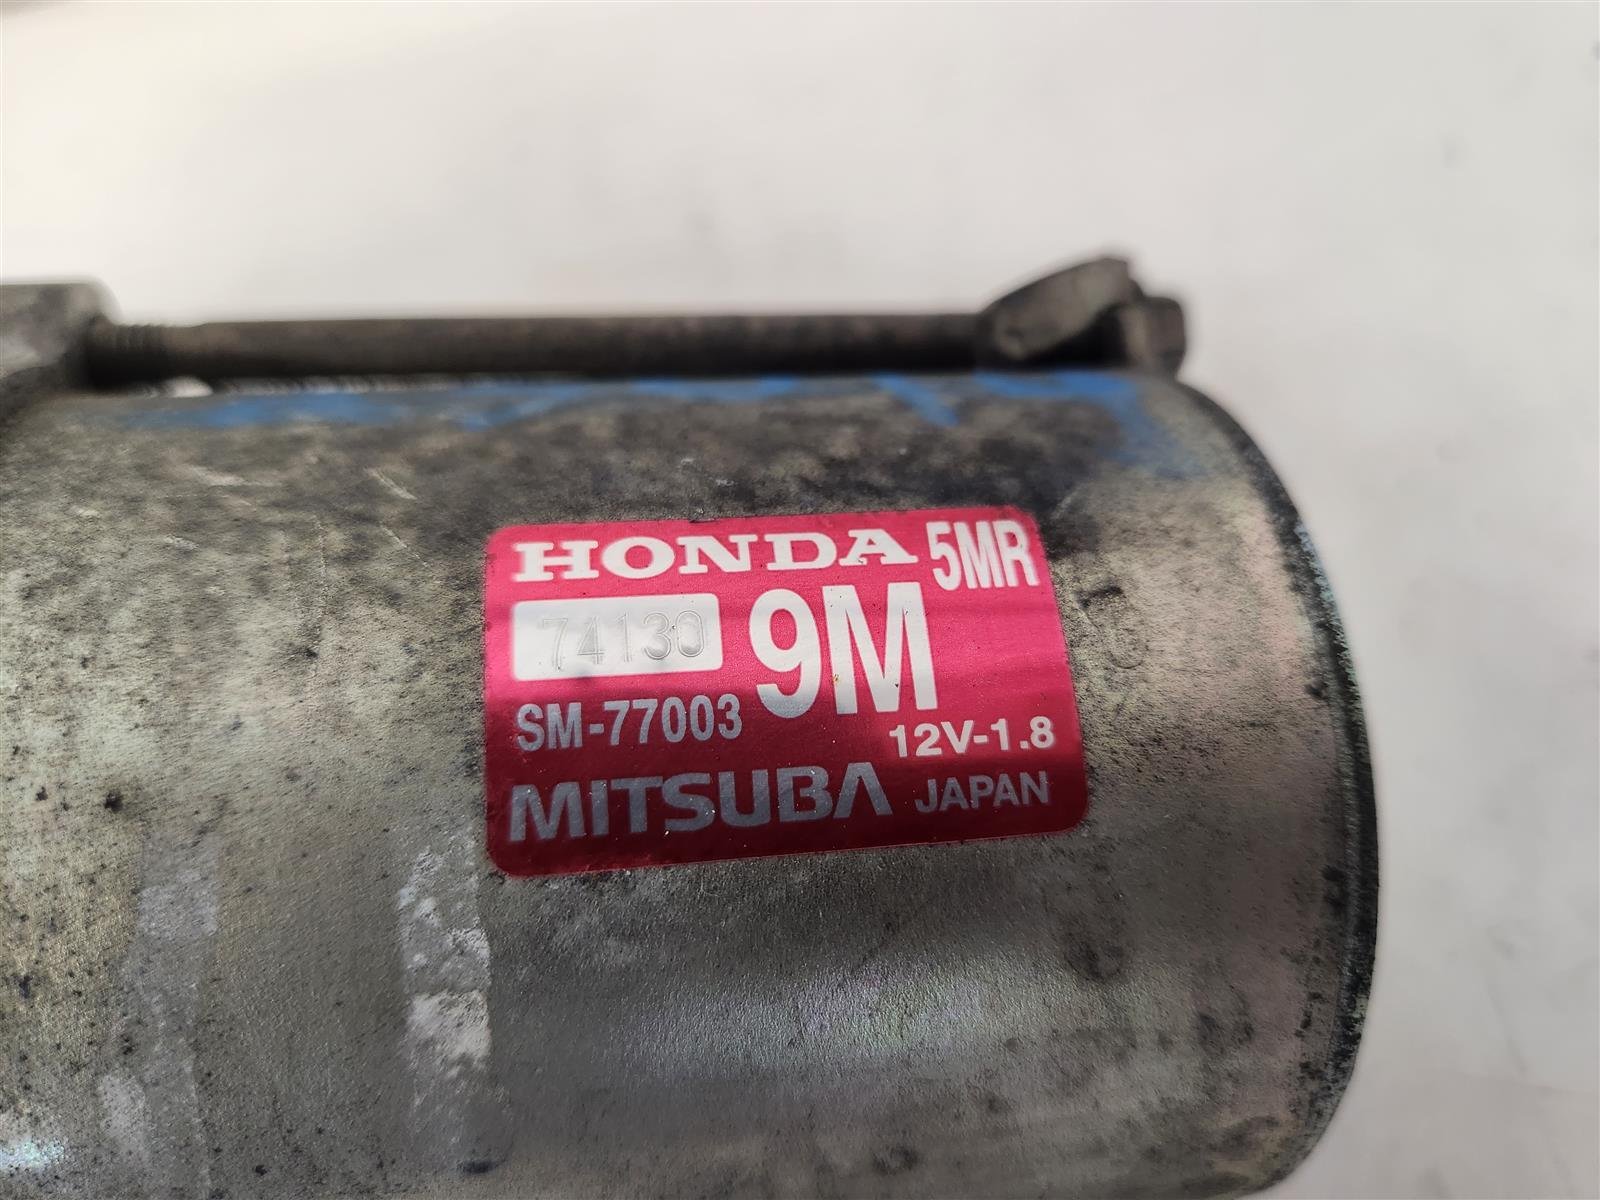 HONDA 5MR
74130 9M
SM-77003
12V-1.8
MITSUBA JAPAN